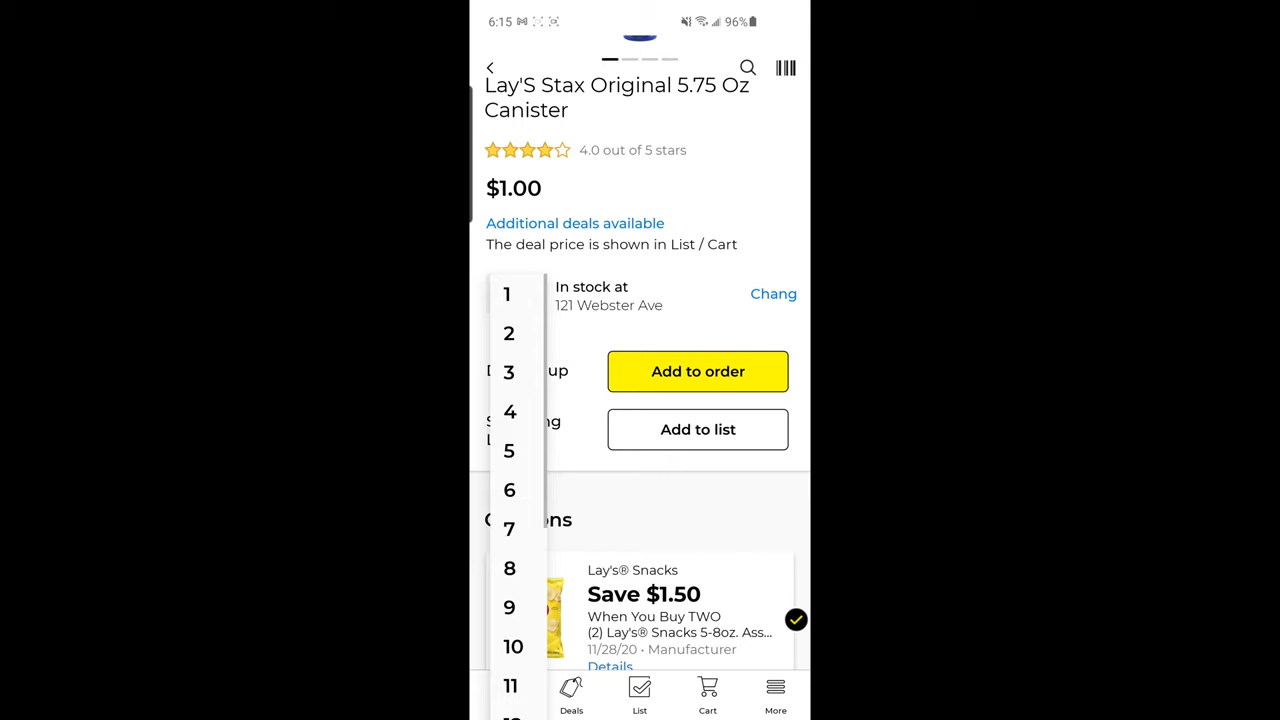 6:15
96%
Lay'S Stax Original 5.75 Oz
Canister
4.0 out of 5 stars
$1.00
Additional deals available
The deal price is shown in List / Cart
In stock at
121 Webster Ave
Chang
1
2
3
4
5
6
7
8
9
10
11
up
Add to order
Add to list
Lay's® Snacks
Save $1.50
When You Buy TWO
(2) Lay's® Snacks 5-8oz. Ass...
11/28/20 • Manufacturer
Details
Deals
List
Cart
More